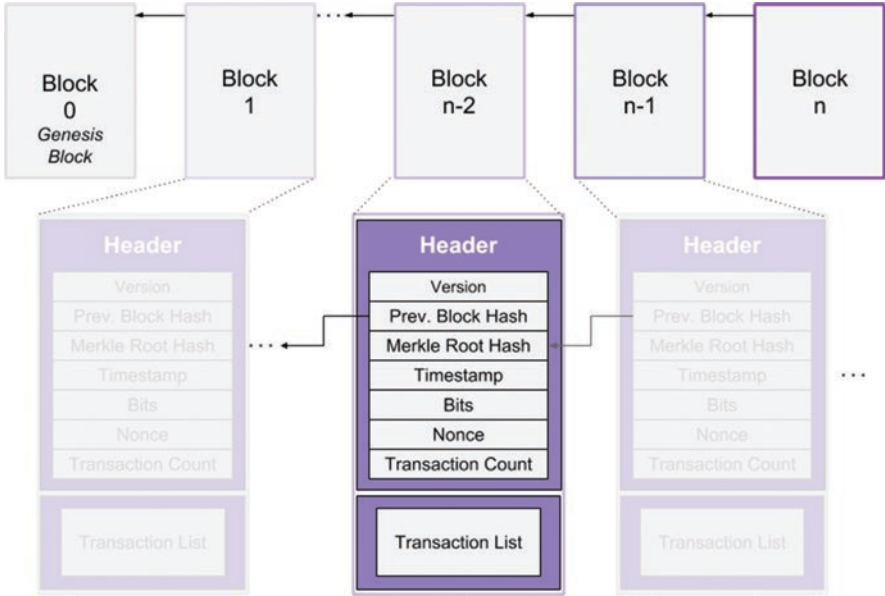 Block
0
Genesis
Block
Block
1
Block
n-2
Block
n-1
Block
n
Header
Version
Prev. Block Hash
Merkle Root Hash
Timestamp
Bits
Nonce
Transaction Count
Transaction List
Header
Version
Prev. Block Hash
Merkle Root Hash
Timestamp
Bits
Nonce
Transaction Count
Transaction List
Header
Version
Prev. Block Hash
Merkle Root Hash
Timestamp
Bits
Nonce
Transaction Count
Transaction List